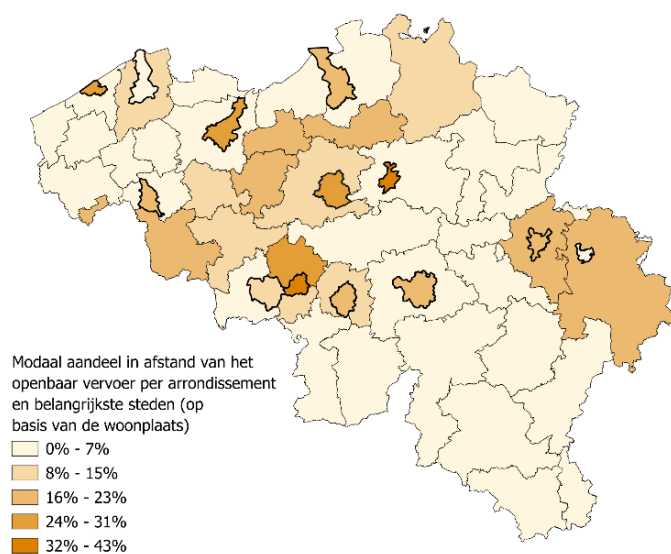 Modaal aandeel in afstand van het
openbaar vervoer per arrondissement
en belangrijkste steden (op
basis van de woonplaats)
0% - 7%
8% - 15%
16% - 23%
24% - 31%
32% - 43%